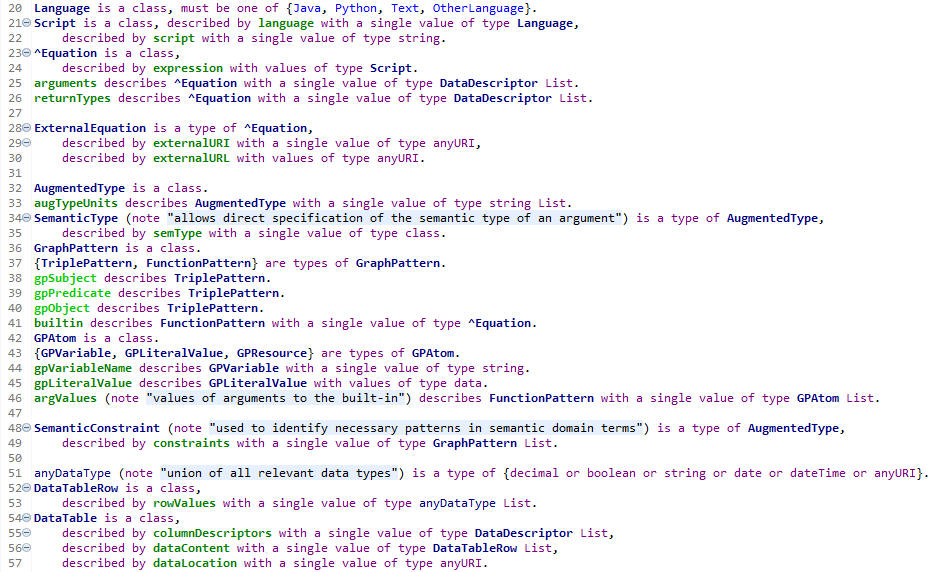 20 Language is a class, must be one of {Java, Python, Text, OtherLanguage}.
21 Script is a class, described by language with a single value of type Language,
22 described by script with a single value of type string.
23 ^Equation is a class,
24 described by expression with values of type Script.
25 arguments describes ^Equation with a single value of type DataDescriptor List.
26 returnTypes describes ^Equation with a single value of type DataDescriptor List.
27
28 ExternalEquation is a type of ^Equation,
29 described by externalURI with a single value of type anyURI,
30 described by externalURL with values of type anyURI.
31
32 AugmentedType is a class.
33 augTypeUnits describes AugmentedType with a single value of type string List.
34 SemanticType (note "allows direct specification of the semantic type of an argument") is a type of AugmentedType,
35 described by semType with a single value of type class.
36 GraphPattern is a class.
37 {TriplePattern, FunctionPattern} are types of GraphPattern.
38 gpSubject describes TriplePattern.
39 gpPredicate describes TriplePattern.
40 gpObject describes TriplePattern.
41 builtin describes FunctionPattern with a single value of type ^Equation.
42 GPAtom is a class.
43 {GPVariable, GPLiteralValue, GPResource} are types of GPAtom.
44 gpVariableName describes GPVariable with a single value of type string.
45 gpLiteralValue describes GPLiteralValue with values of type data.
46 argValues (note "values of arguments to the built-in") describes FunctionPattern with a single value of type GPAtom List.
47
48 SemanticConstraint (note "used to identify necessary patterns in semantic domain terms") is a type of AugmentedType,
49 described by constraints with a single value of type GraphPattern List.
50
51 anyDataType (note "union of all relevant data types") is a type of {decimal or boolean or string or date or dateTime or anyURI}.
52 DataTableRow is a class,
53 described by rowValues with a single value of type anyDataType List.
54 DataTable is a class,
55 described by columnDescriptors with a single value of type DataDescriptor List,
56 described by dataContent with a single value of type DataTableRow List,
57 described by dataLocation with a single value of type anyURI.